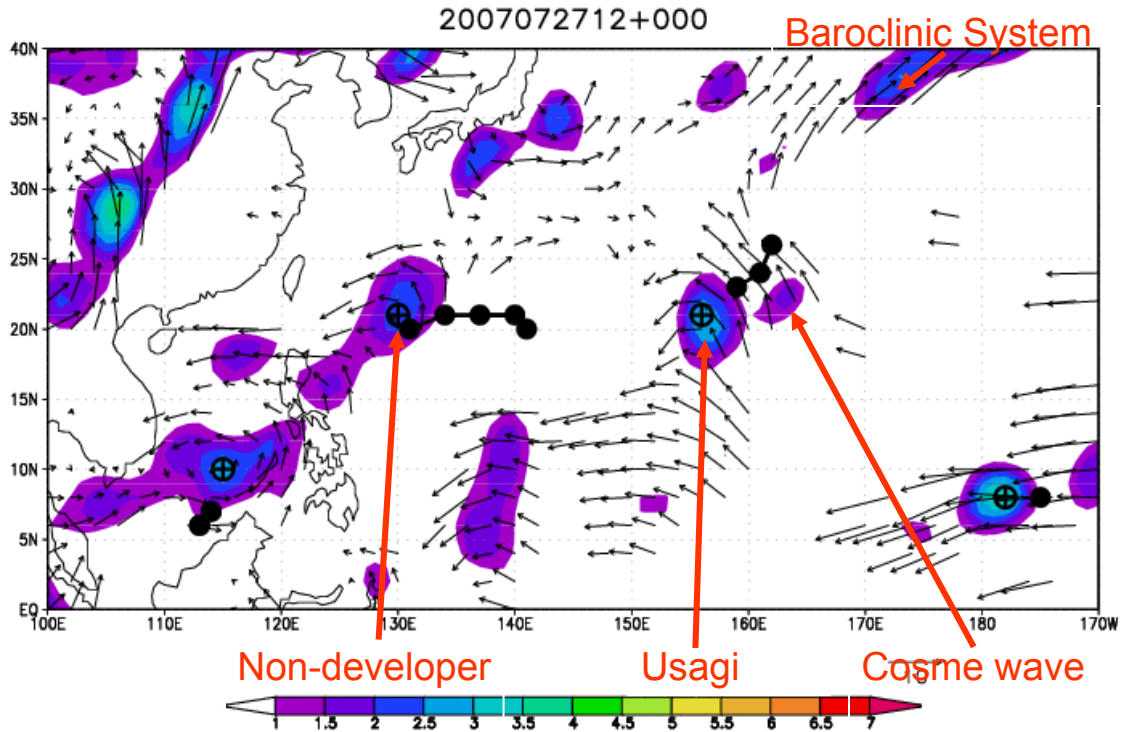 2007072712+000
Baroclinic System
40N
35N
30N
25N
20N
15N
10N
5N
EQ
100E 110E 120E 130E 140E 150E 160E 170E 180 170W
Non-developer Usagi Cosme wave
1 1.5 2 2.5 3 3.5 4 4.5 5 5.5 6 6.5 7